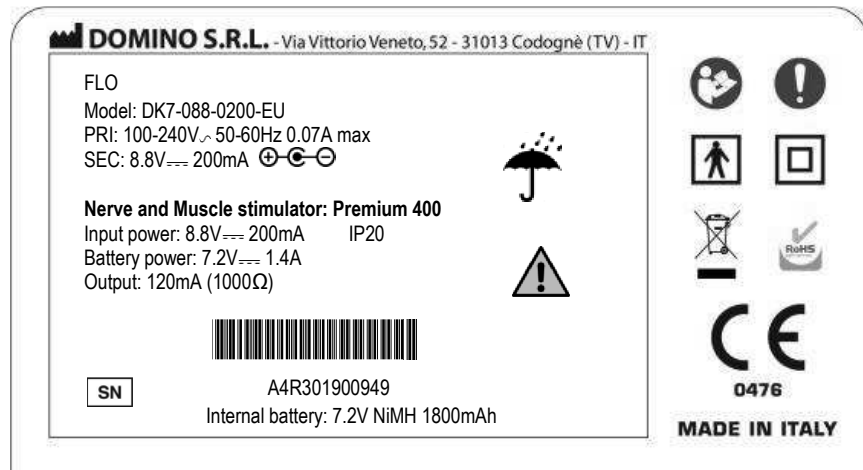 DOMINO S.R.L. - Via Vittorio Veneto, 52 - 31013 Codognè (TV) - IT
FLO
Model: DK7-088-0200-EU
PRI: 100-240V~ 50-60Hz 0.07A max
SEC: 8.8V⎓ 200mA
Nerve and Muscle stimulator: Premium 400
Input power: 8.8V⎓ 200mA IP20
Battery power: 7.2V⎓ 1.4A
Output: 120mA (1000Ω)
SN A4R301900949
Internal battery: 7.2V NiMH 1800mAh
RoHS
CE
0476
MADE IN ITALY